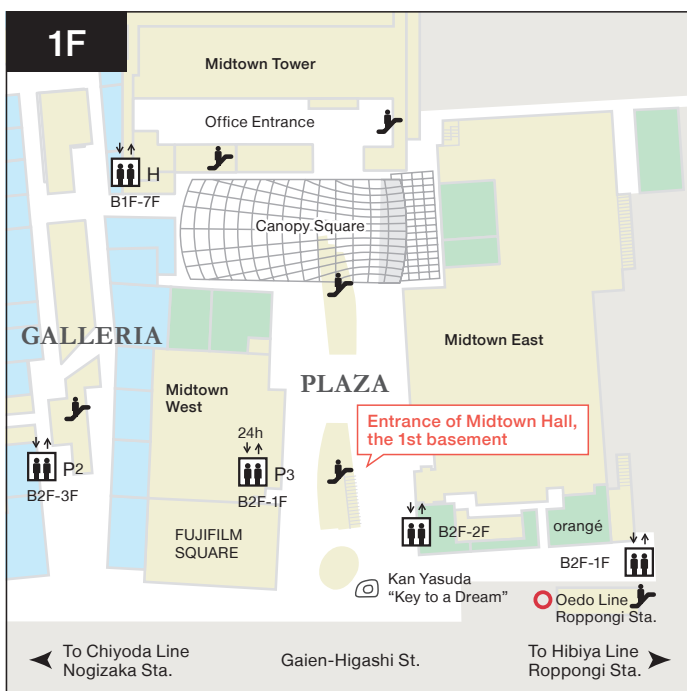 1F
Midtown Tower
Office Entrance
H
B1F-7F
Canopy Square
GALLERIA
Midtown East
PLAZA
Midtown
West
Entrance of Midtown Hall,
the 1st basement
24h
P2
B2F-3F
P3
B2F-1F
FUJIFILM
SQUARE
B2F-2F
orangé
B2F-1F
Kan Yasuda
“Key to a Dream”
Oedo Line
Roppongi Sta.
To Chiyoda Line
Nogizaka Sta.
Gaien-Higashi St.
To Hibiya Line
Roppongi Sta.